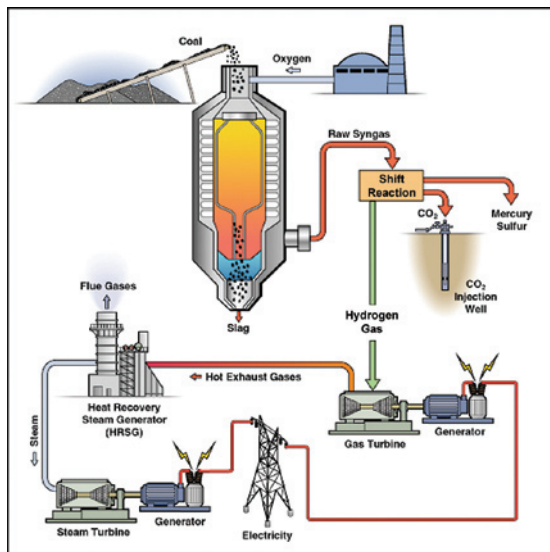 Coal
Oxygen
Raw Syngas
Shift
Reaction
CO₂
Mercury
Sulfur
CO₂
Injection
Well
Slag
Hydrogen
Gas
Flue Gases
Hot Exhaust Gases
Heat Recovery
Steam Generator
(HRSG)
Gas Turbine
Generator
Steam
Steam Turbine
Generator
Electricity